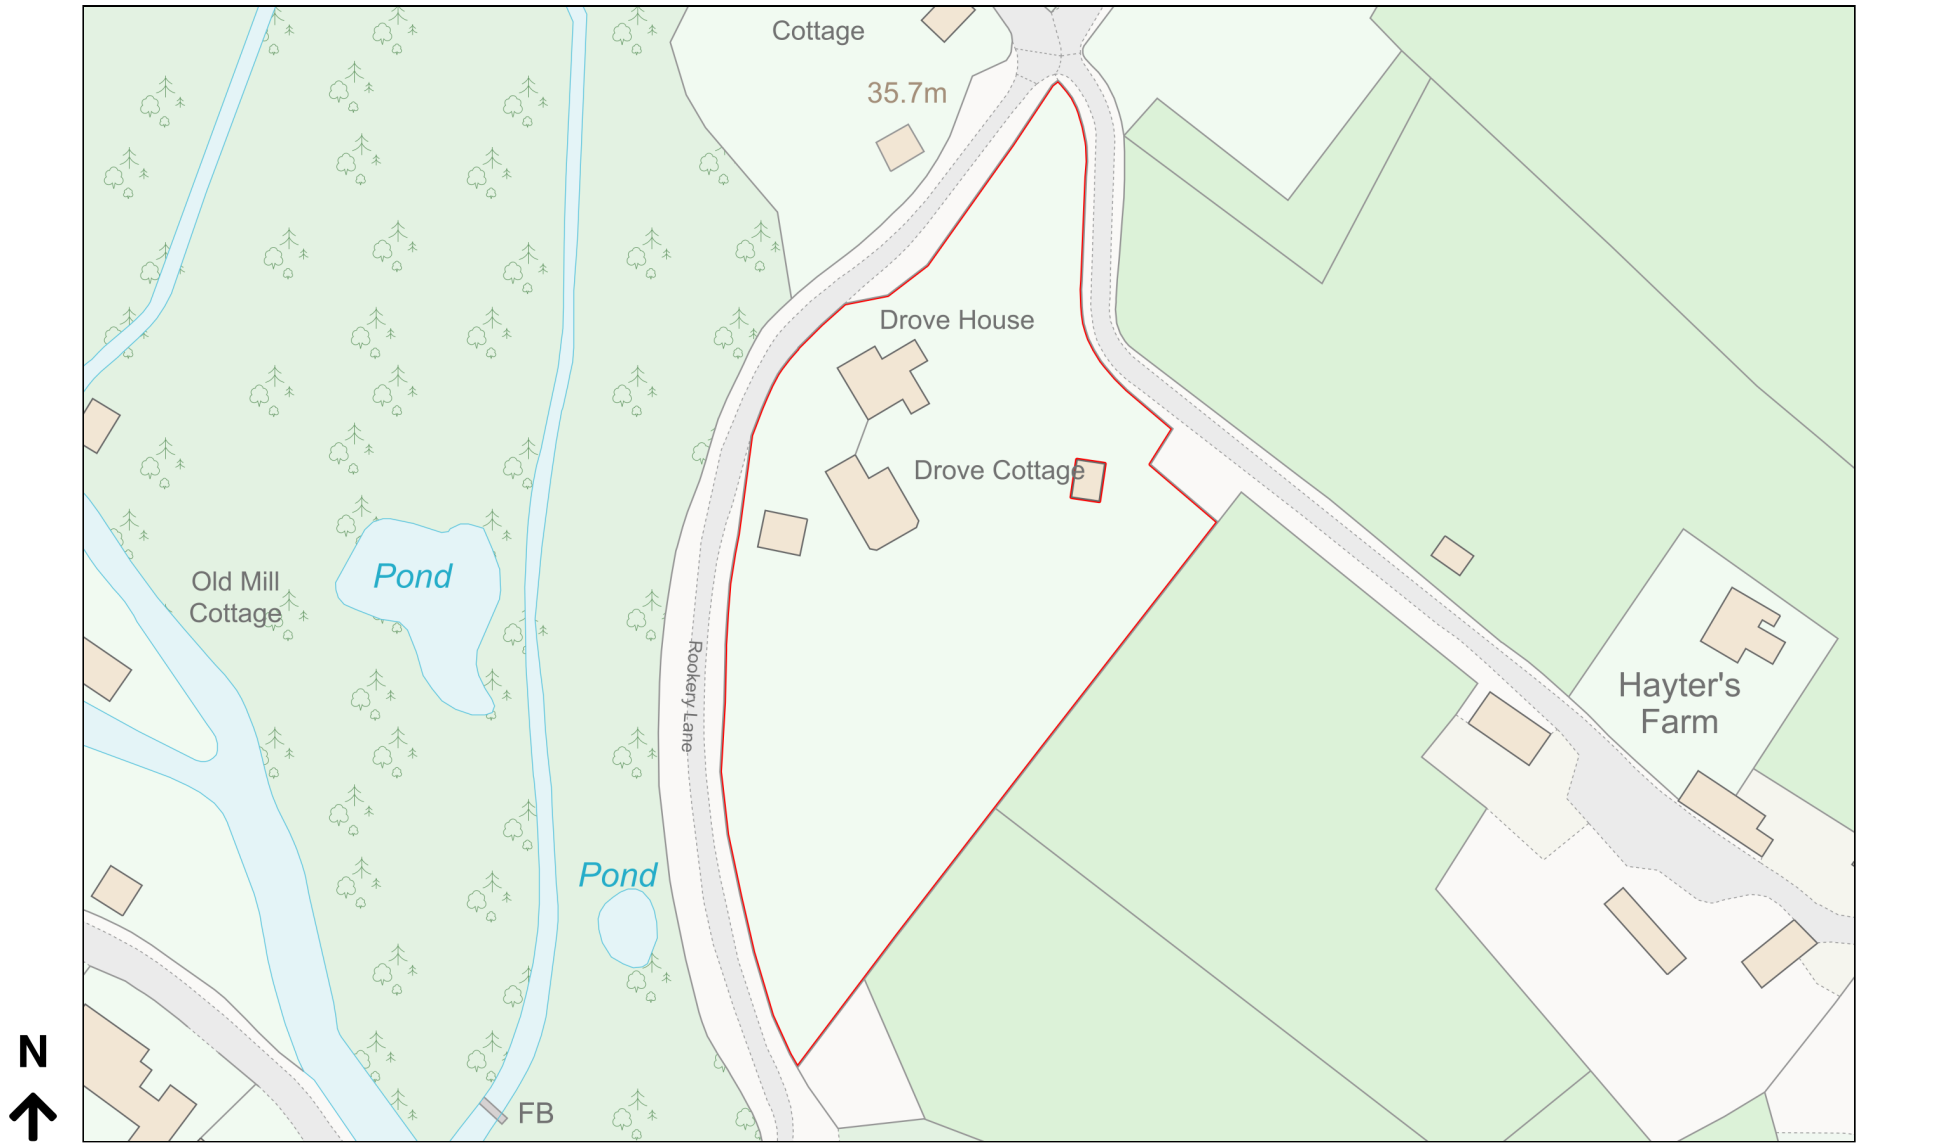 Cottage
35.7m
Drove House
Drove Cottage
Pond
Old Mill
Cottage
Rookery Lane
Hayter's
Farm
Pond
N
FB